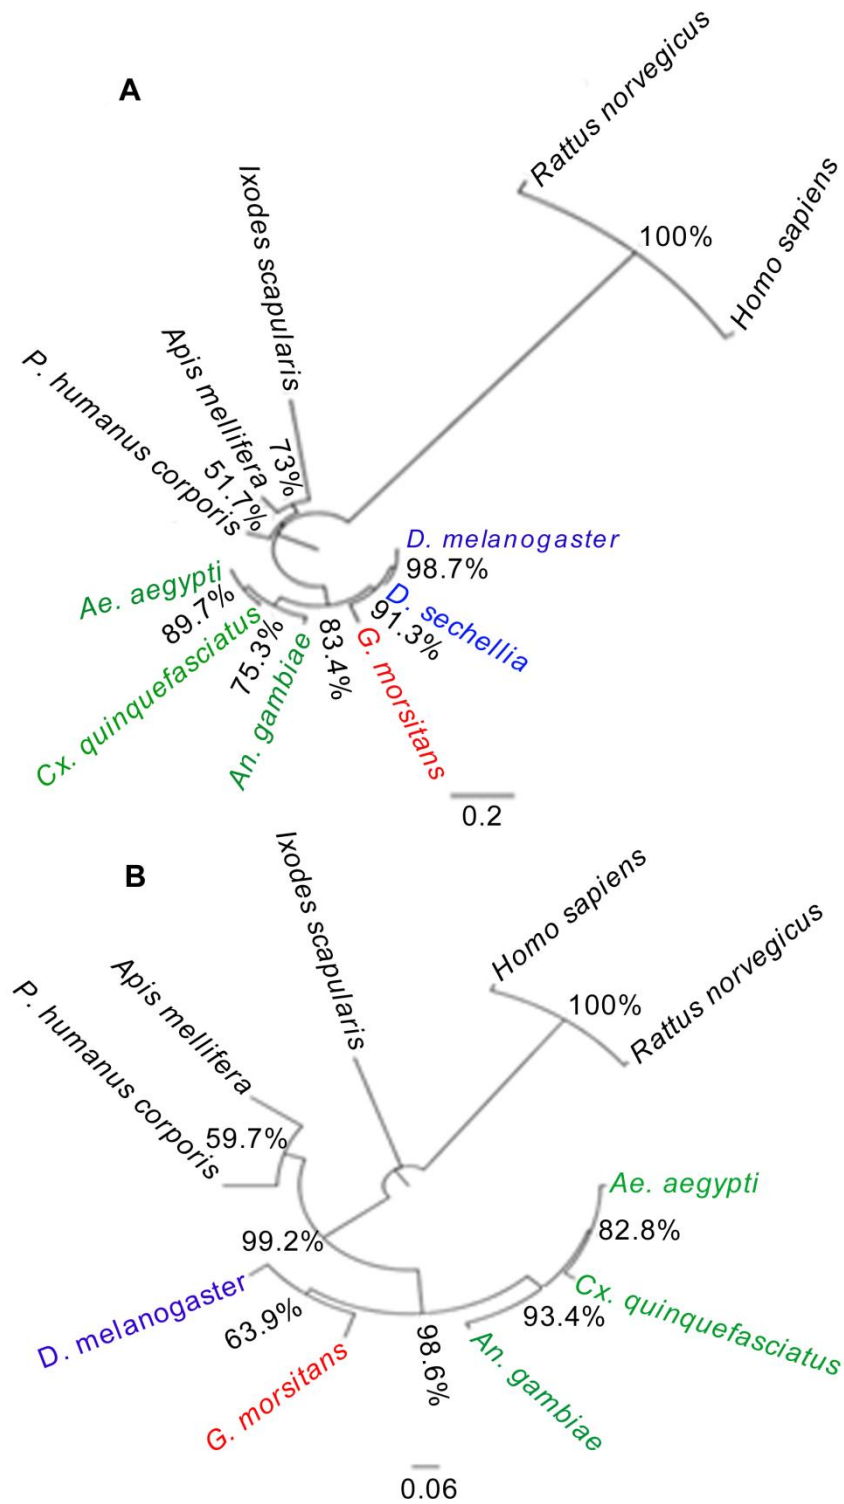 A
Rattus norvegicus
Homo sapiens
100%
Ixodes scapularis
Apis mellifera
P. humanus corporis
73%
51.7%
D. melanogaster
98.7%
D. sechellia
91.3%
G. morsitans
83.4%
An. gambiae
75.3%
Cx. quinquefasciatus
89.7%
Ae. aegypti
0.2
B
Ixodes scapularis
Homo sapiens
Rattus norvegicus
100%
Apis mellifera
P. humanus corporis
59.7%
Ae. aegypti
82.8%
99.2%
Cx. quinquefasciatus
93.4%
D. melanogaster
63.9%
G. morsitans
98.6%
An. gambiae
0.06